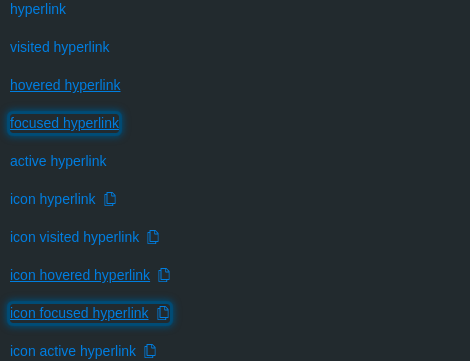 hyperlink
visited hyperlink
hovered hyperlink
focused hyperlink
active hyperlink
icon hyperlink
icon visited hyperlink
icon hovered hyperlink
icon focused hyperlink
icon active hyperlink